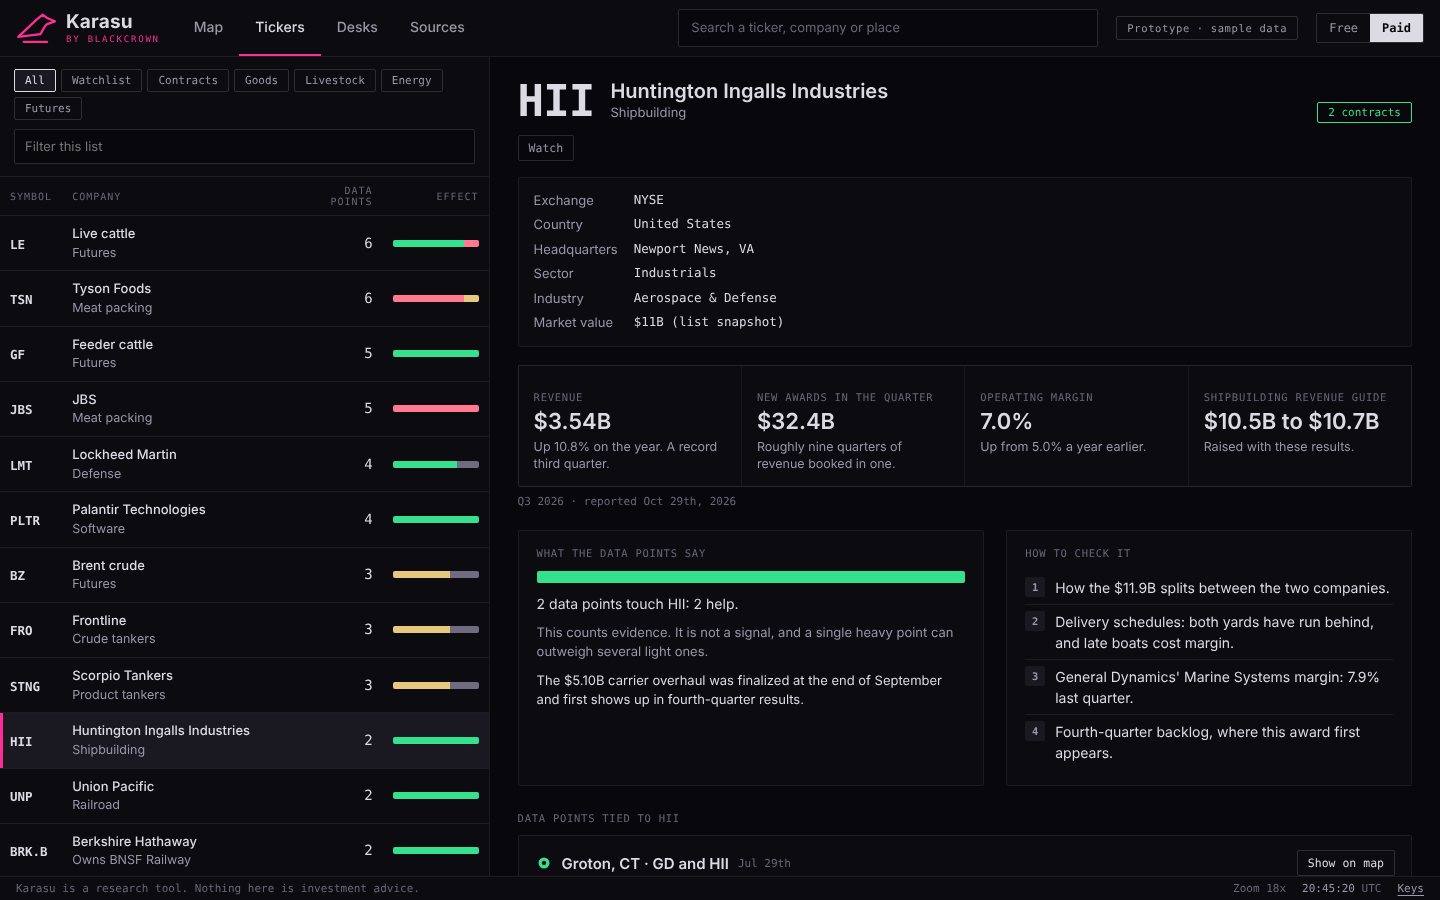 Karasu
BY BLACKCROWN
Map
Tickers
Desks
Sources
Search a ticker, company or place
Prototype · sample data
Free
Paid
All
Watchlist
Contracts
Goods
Livestock
Energy
Futures
Filter this list
SYMBOL
COMPANY
DATA POINTS
EFFECT
LE
Live cattle
Futures
6
TSN
Tyson Foods
Meat packing
6
GF
Feeder cattle
Futures
5
JBS
JBS
Meat packing
5
LMT
Lockheed Martin
Defense
4
PLTR
Palantir Technologies
Software
4
BZ
Brent crude
Futures
3
FRO
Frontline
Crude tankers
3
STNG
Scorpio Tankers
Product tankers
3
HII
Huntington Ingalls Industries
Shipbuilding
2
UNP
Union Pacific
Railroad
2
BRK.B
Berkshire Hathaway
Owns BNSF Railway
2
HII
Huntington Ingalls Industries
Shipbuilding
2 contracts
Watch
Exchange NYSE
Country United States
Headquarters Newport News, VA
Sector Industrials
Industry Aerospace & Defense
Market value $11B (list snapshot)
REVENUE
$3.54B
Up 10.8% on the year. A record
third quarter.
NEW AWARDS IN THE QUARTER
$32.4B
Roughly nine quarters of
revenue booked in one.
OPERATING MARGIN
7.0%
Up from 5.0% a year earlier.
SHIPBUILDING REVENUE GUIDE
$10.5B to $10.7B
Raised with these results.
Q3 2026 · reported Oct 29th, 2026
WHAT THE DATA POINTS SAY
2 data points touch HII: 2 help.
This counts evidence. It is not a signal, and a single heavy point can
outweigh several light ones.
The $5.10B carrier overhaul was finalized at the end of September
and first shows up in fourth-quarter results.
HOW TO CHECK IT
1 How the $11.9B splits between the two companies.
2 Delivery schedules: both yards have run behind,
and late boats cost margin.
3 General Dynamics' Marine Systems margin: 7.9%
last quarter.
4 Fourth-quarter backlog, where this award first
appears.
DATA POINTS TIED TO HII
Groton, CT · GD and HII Jul 29th
Show on map
Karasu is a research tool. Nothing here is investment advice.
Zoom 18x
20:45:20 UTC
Keys